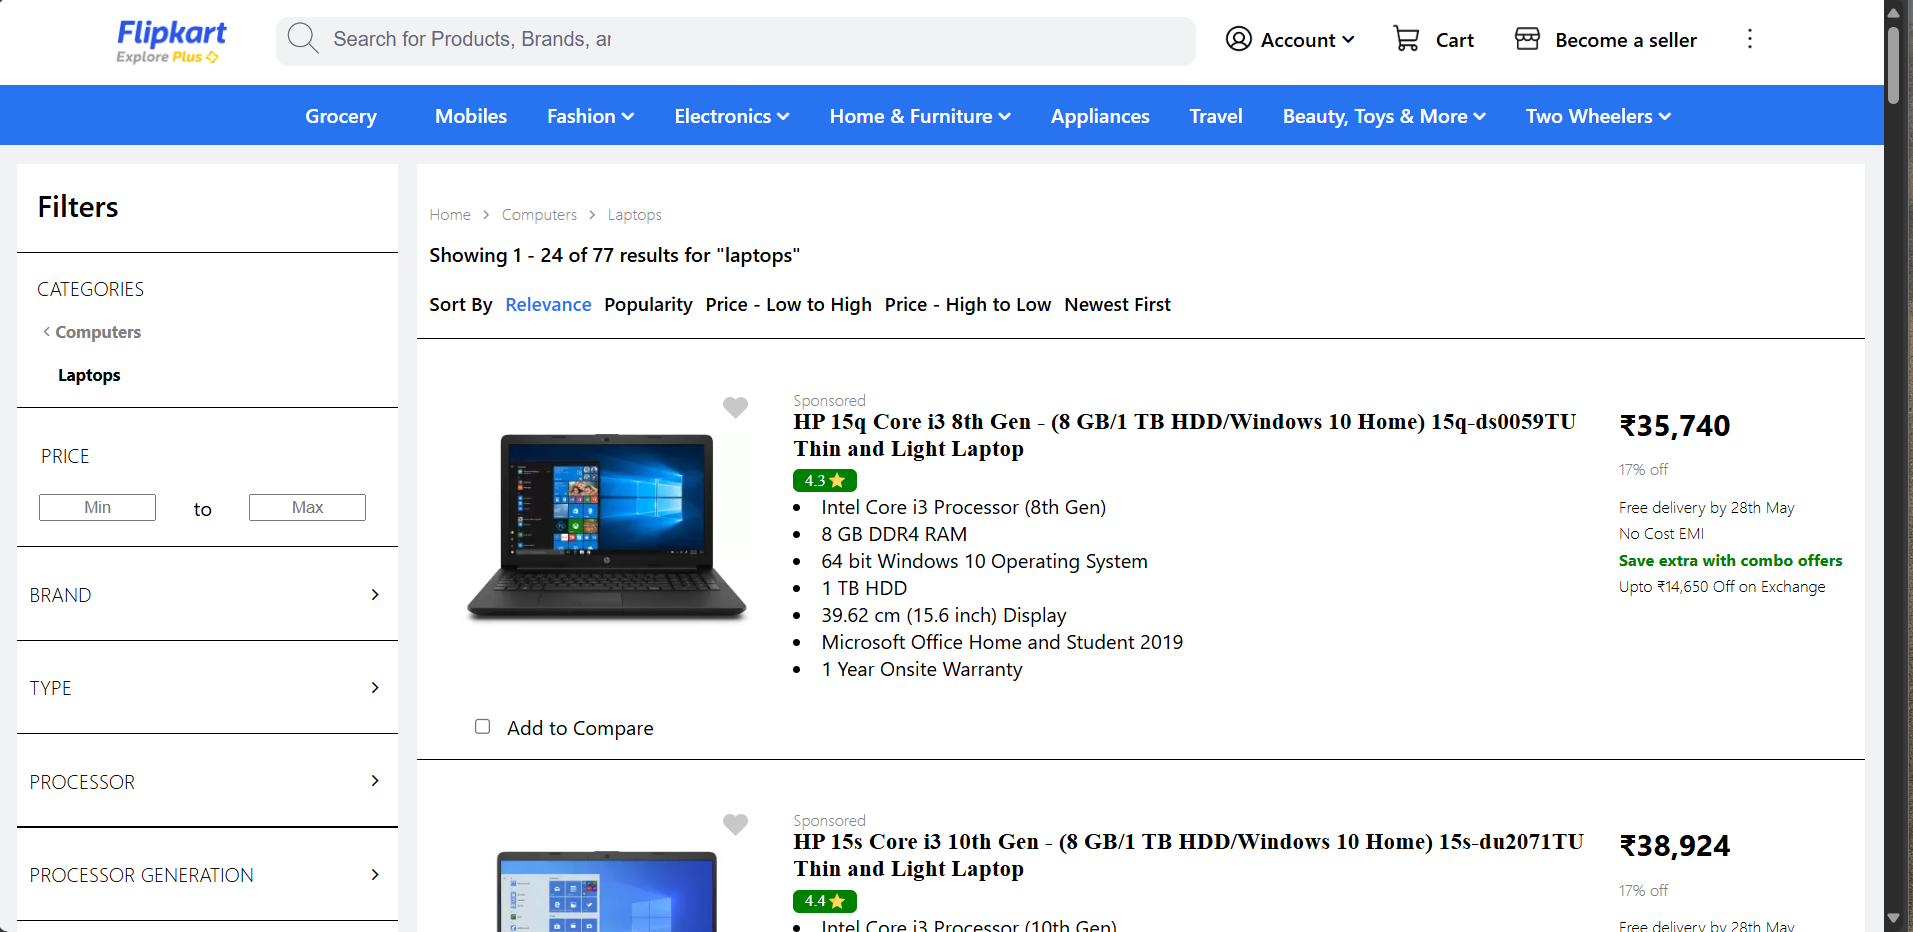 Flipkart
Explore Plus
Search for Products, Brands, ar
Account
Cart
Become a seller
Grocery
Mobiles
Fashion
Electronics
Home & Furniture
Appliances
Travel
Beauty, Toys & More
Two Wheelers
Filters
CATEGORIES
Computers
Laptops
PRICE
Min to Max
BRAND
TYPE
PROCESSOR
PROCESSOR GENERATION
Home > Computers > Laptops
Showing 1 - 24 of 77 results for "laptops"
Sort By Relevance Popularity Price - Low to High Price - High to Low Newest First
Sponsored
HP 15q Core i3 8th Gen - (8 GB/1 TB HDD/Windows 10 Home) 15q-ds0059TU
Thin and Light Laptop
4.3
Intel Core i3 Processor (8th Gen)
8 GB DDR4 RAM
64 bit Windows 10 Operating System
1 TB HDD
39.62 cm (15.6 inch) Display
Microsoft Office Home and Student 2019
1 Year Onsite Warranty
₹35,740
17% off
Free delivery by 28th May
No Cost EMI
Save extra with combo offers
Upto ₹14,650 Off on Exchange
Add to Compare
Sponsored
HP 15s Core i3 10th Gen - (8 GB/1 TB HDD/Windows 10 Home) 15s-du2071TU
Thin and Light Laptop
4.4
Intel Core i3 Processor (10th Gen)
₹38,924
17% off
Free delivery by 28th May